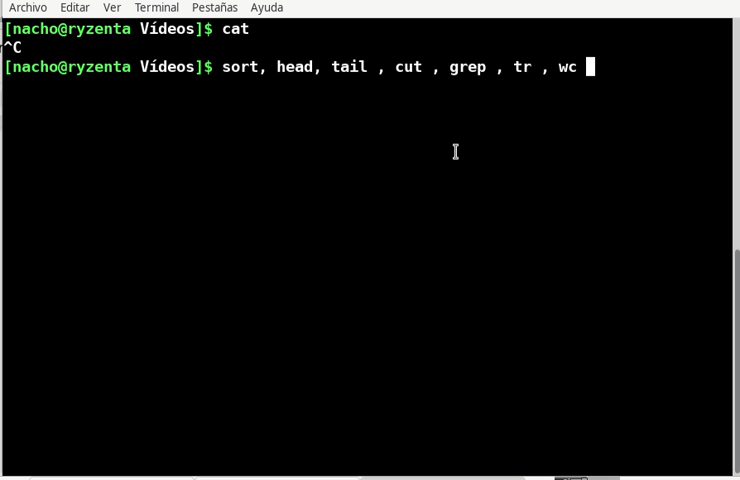 Archivo Editar Ver Terminal Pestañas Ayuda
[nacho@ryzenta Vídeos]$ cat
^C
[nacho@ryzenta Vídeos]$ sort, head, tail , cut , grep , tr , wc